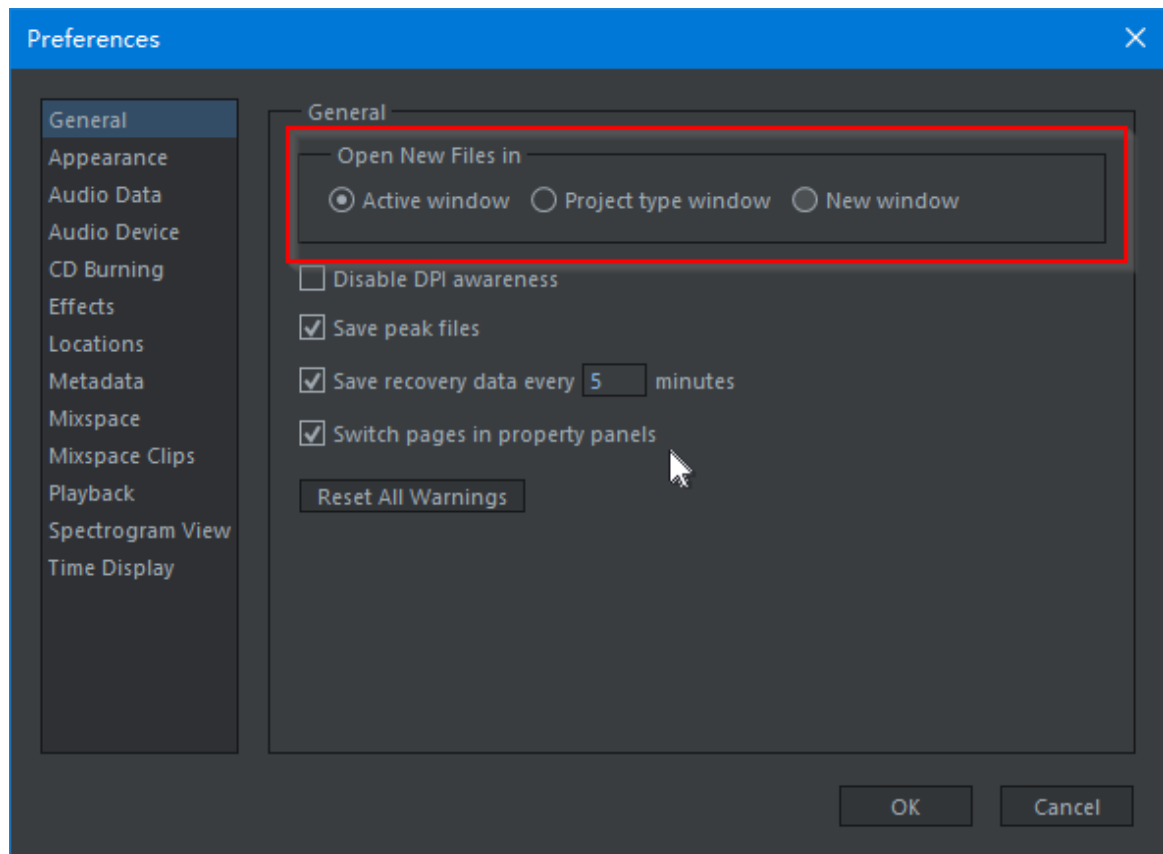 Preferences
General
Appearance
Audio Data
Audio Device
CD Burning
Effects
Locations
Metadata
Mixspace
Mixspace Clips
Playback
Spectrogram View
Time Display
General
Open New Files in
Active window Project type window New window
Disable DPI awareness
Save peak files
Save recovery data every 5 minutes
Switch pages in property panels
Reset All Warnings
OK Cancel